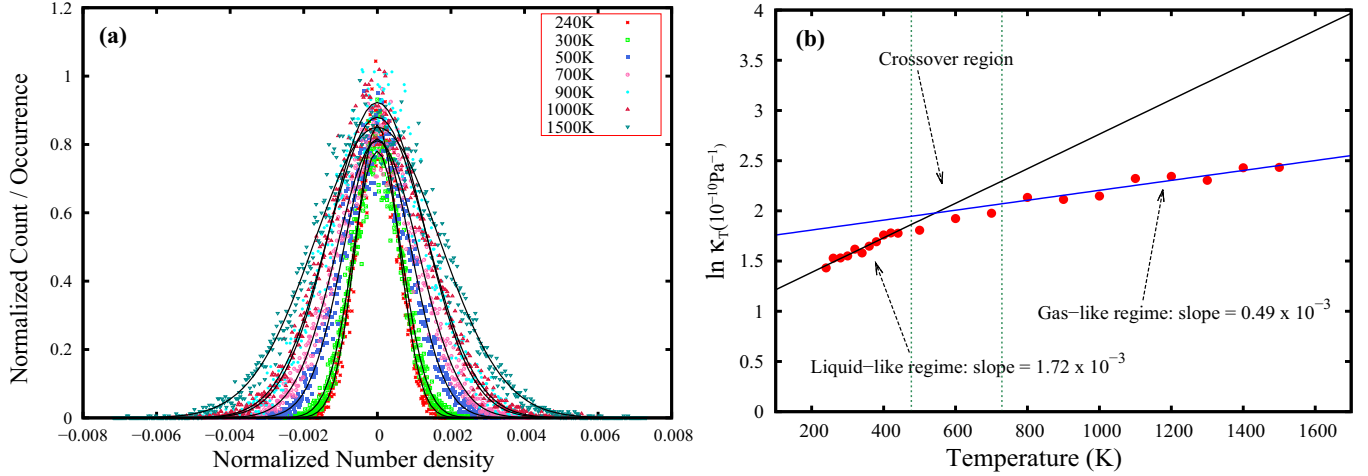 (a)
240K
300K
500K
700K
900K
1000K
1500K
Normalized Count / Occurrence
1.2
1
0.8
0.6
0.4
0.2
0
−0.008
−0.006
−0.004
−0.002
0
0.002
0.004
0.006
0.008
Normalized Number density
(b)
Crossover region
Gas−like regime: slope = 0.49 x 10⁻³
Liquid−like regime: slope = 1.72 x 10⁻³
ln κT(10⁻¹⁰Pa⁻¹)
4
3.5
3
2.5
2
1.5
1
0.5
0
200
400
600
800
1000
1200
1400
1600
Temperature (K)